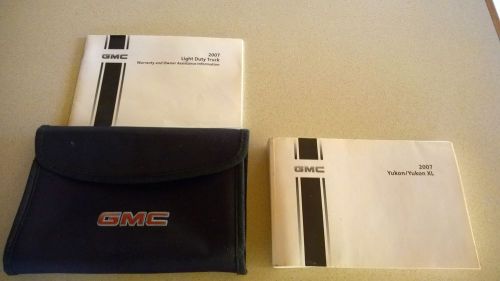 GMC
2007
Light Duty Truck
Warranty and Owner Assistance Information
GMC
GMC
2007
Yukon/Yukon XL